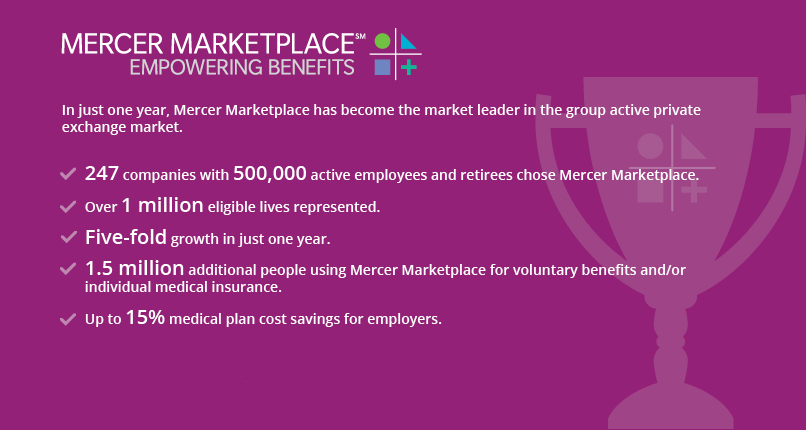 MERCER MARKETPLACE℠
EMPOWERING BENEFITS
In just one year, Mercer Marketplace has become the market leader in the group active private
exchange market.
247 companies with 500,000 active employees and retirees chose Mercer Marketplace.
Over 1 million eligible lives represented.
Five-fold growth in just one year.
1.5 million additional people using Mercer Marketplace for voluntary benefits and/or
individual medical insurance.
Up to 15% medical plan cost savings for employers.